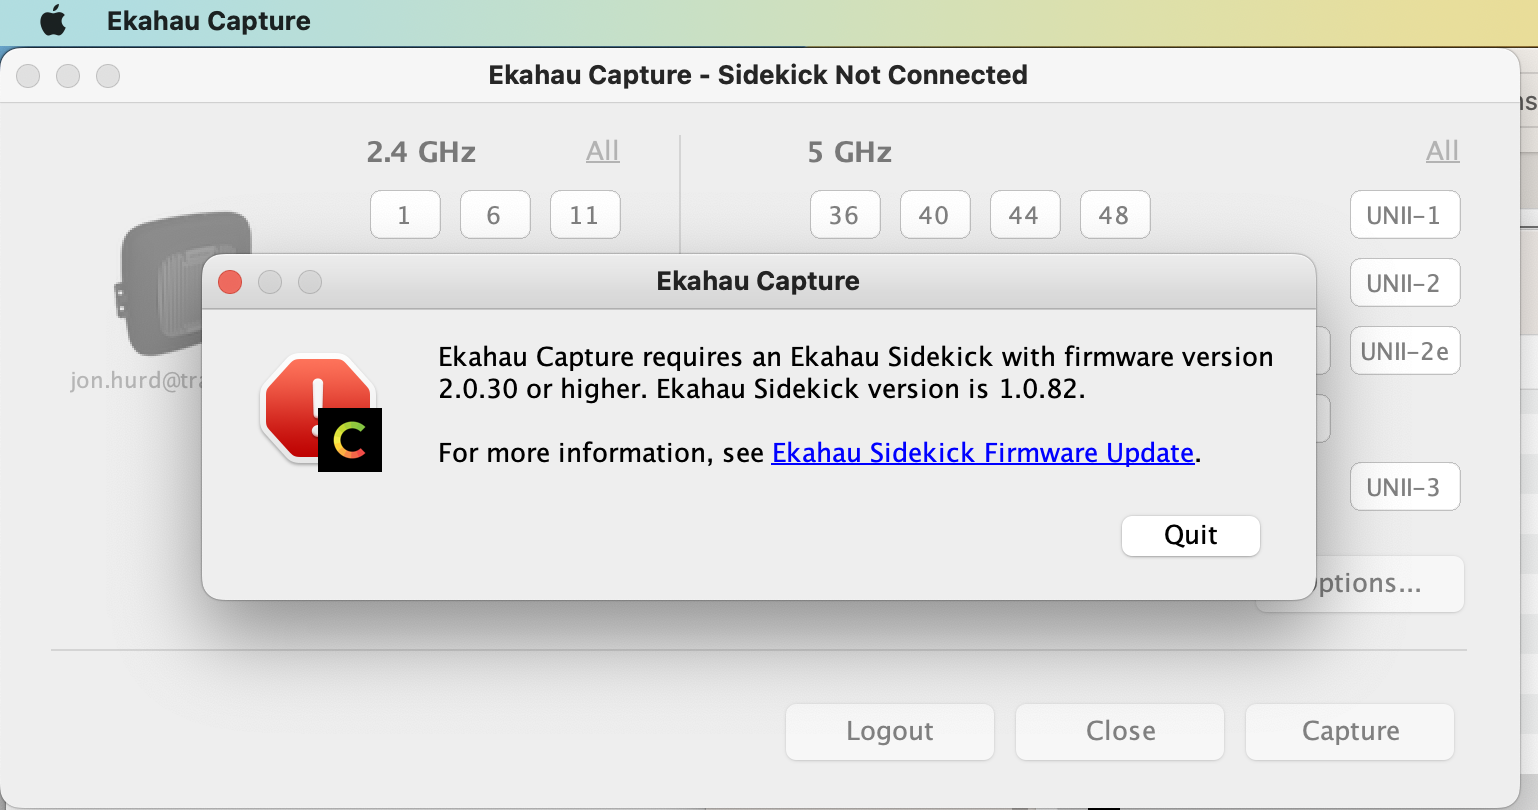 Ekahau Capture
Ekahau Capture - Sidekick Not Connected
2.4 GHz All
5 GHz All
1 6 11
36 40 44 48 UNII-1
UNII-2
UNII-2e
UNII-3
jon.hurd@tra
Ekahau Capture
Ekahau Capture requires an Ekahau Sidekick with firmware version
2.0.30 or higher. Ekahau Sidekick version is 1.0.82.
For more information, see Ekahau Sidekick Firmware Update.
Quit
ptions...
Logout Close Capture